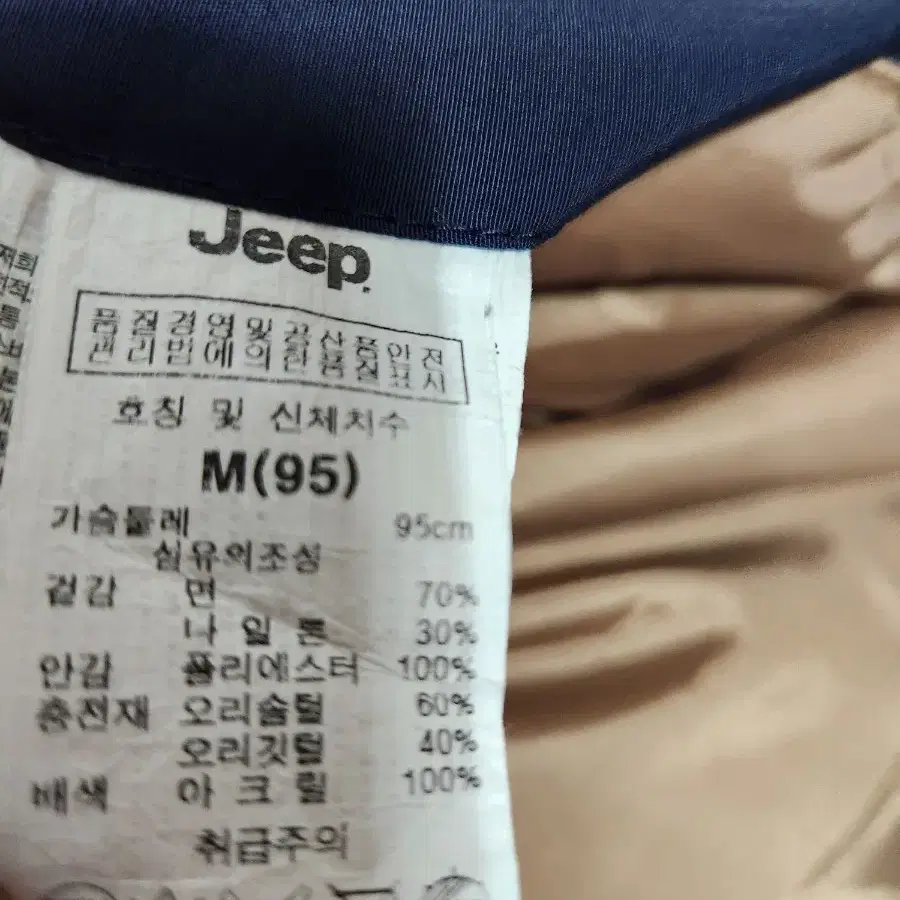 Jeep
품질경영및공산품안전
관리법에의한품질표시
호칭 및 신체치수
M(95)
가슴둘레 95cm
섬유의조성
겉감 면 70%
나일론 30%
안감 폴리에스터 100%
충전재 오리솜털 60%
오리깃털 40%
배색 아크릴 100%
취급주의
저희